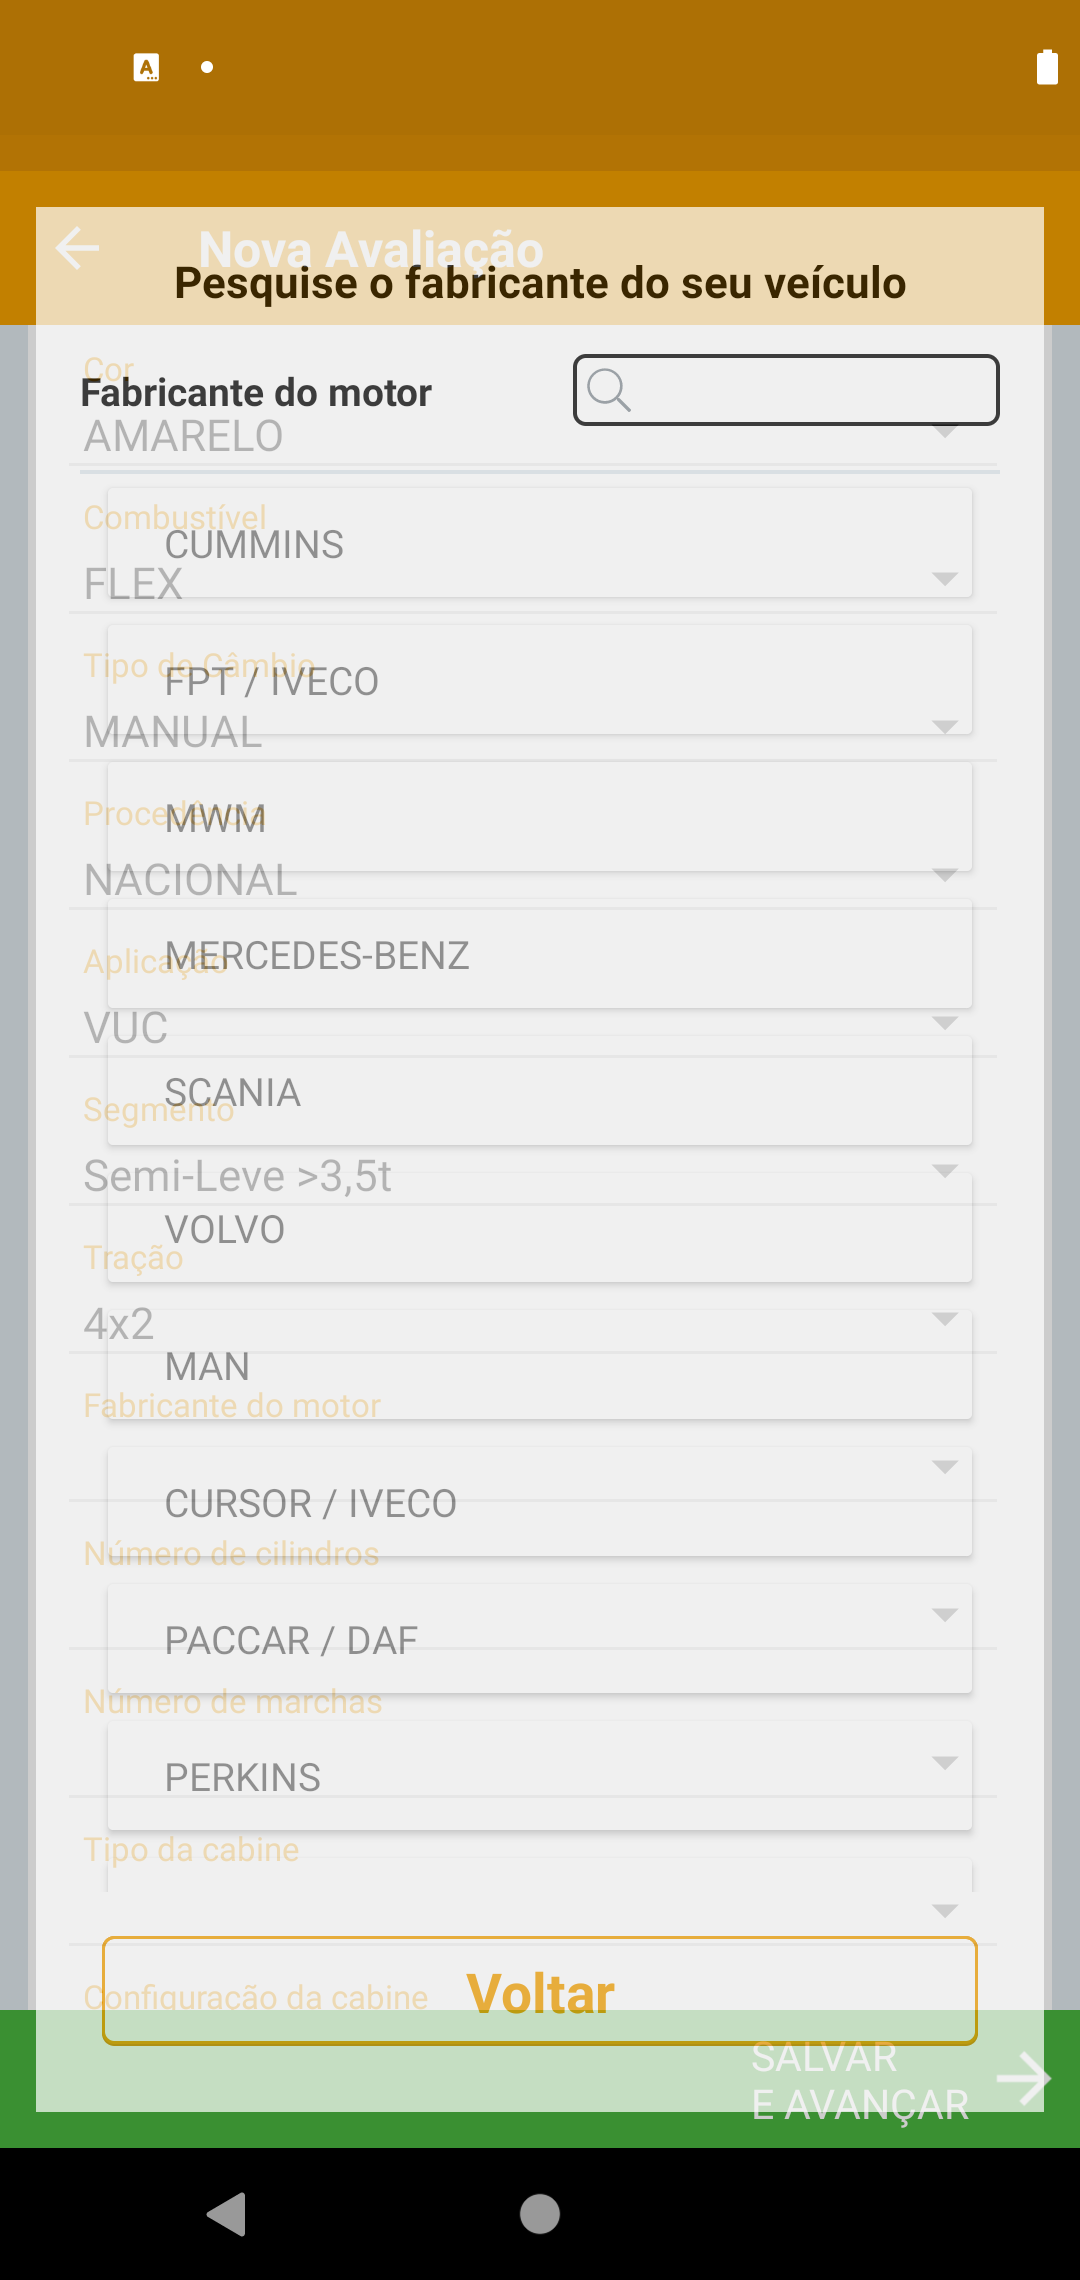 Nova Avaliação
Pesquise o fabricante do seu veículo
Cor
Fabricante do motor
AMARELO
Combustível
CUMMINS
FLEX
Tipo de Câmbio
FPT / IVECO
MANUAL
Procedência
MWM
NACIONAL
Aplicação
MERCEDES-BENZ
VUC
SCANIA
Segmento
Semi-Leve >3,5t
VOLVO
Tração
4x2
MAN
Fabricante do motor
CURSOR / IVECO
Número de cilindros
PACCAR / DAF
Número de marchas
PERKINS
Tipo da cabine
Configuração da cabine
Voltar
SALVAR
E AVANÇAR